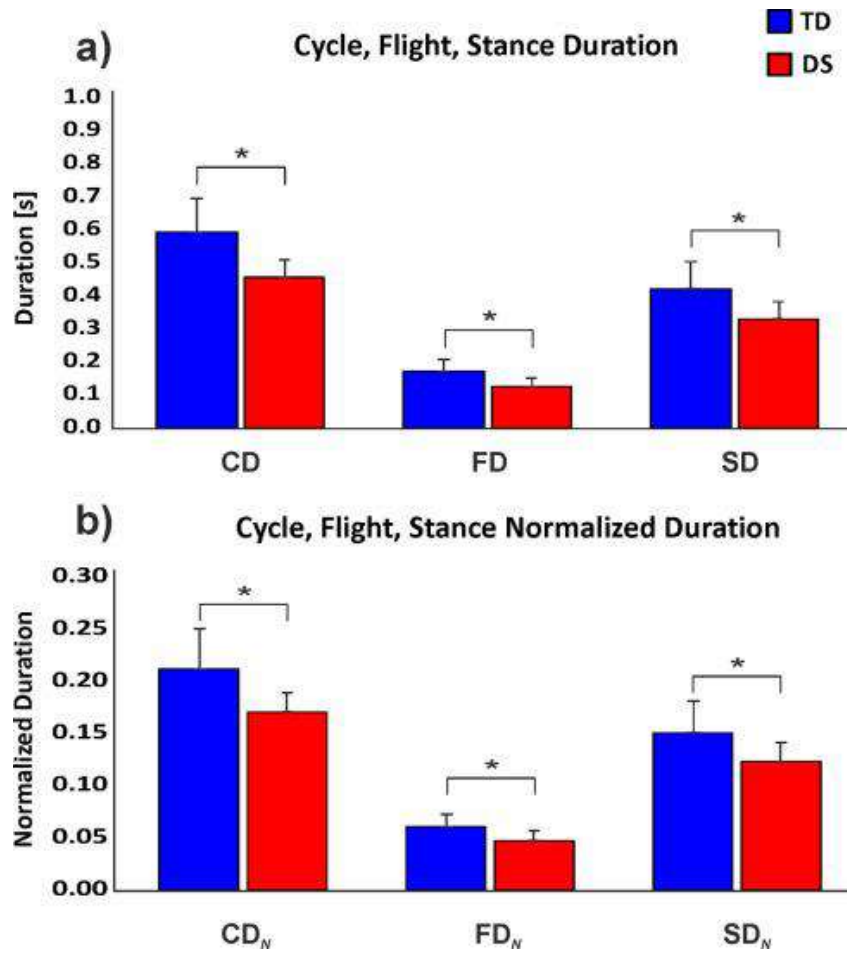 TD
DS
a)
Cycle, Flight, Stance Duration
Duration [s]
1.0
0.9
0.8
0.7
0.6
0.5
0.4
0.3
0.2
0.1
0.0
*
*
*
CD FD SD
b)
Cycle, Flight, Stance Normalized Duration
Normalized Duration
0.30
0.25
0.20
0.15
0.10
0.05
0.00
*
*
*
CDN FDN SDN